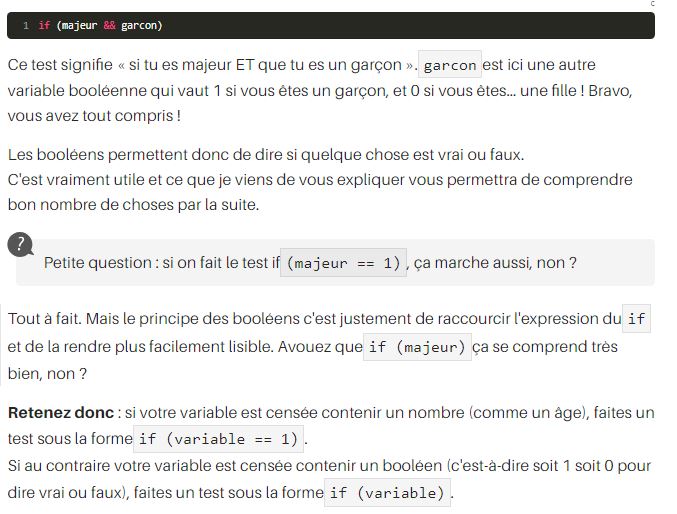 c
1 if (majeur && garcon)
Ce test signifie « si tu es majeur ET que tu es un garçon ». garcon est ici une autre
variable booléenne qui vaut 1 si vous êtes un garçon, et 0 si vous êtes… une fille ! Bravo,
vous avez tout compris !
Les booléens permettent donc de dire si quelque chose est vrai ou faux.
C'est vraiment utile et ce que je viens de vous expliquer vous permettra de comprendre
bon nombre de choses par la suite.
?
Petite question : si on fait le test if (majeur == 1) , ça marche aussi, non ?
Tout à fait. Mais le principe des booléens c'est justement de raccourcir l'expression du if
et de la rendre plus facilement lisible. Avouez que if (majeur) ça se comprend très
bien, non ?
Retenez donc : si votre variable est censée contenir un nombre (comme un âge), faites un
test sous la forme if (variable == 1) .
Si au contraire votre variable est censée contenir un booléen (c'est-à-dire soit 1 soit 0 pour
dire vrai ou faux), faites un test sous la forme if (variable) .